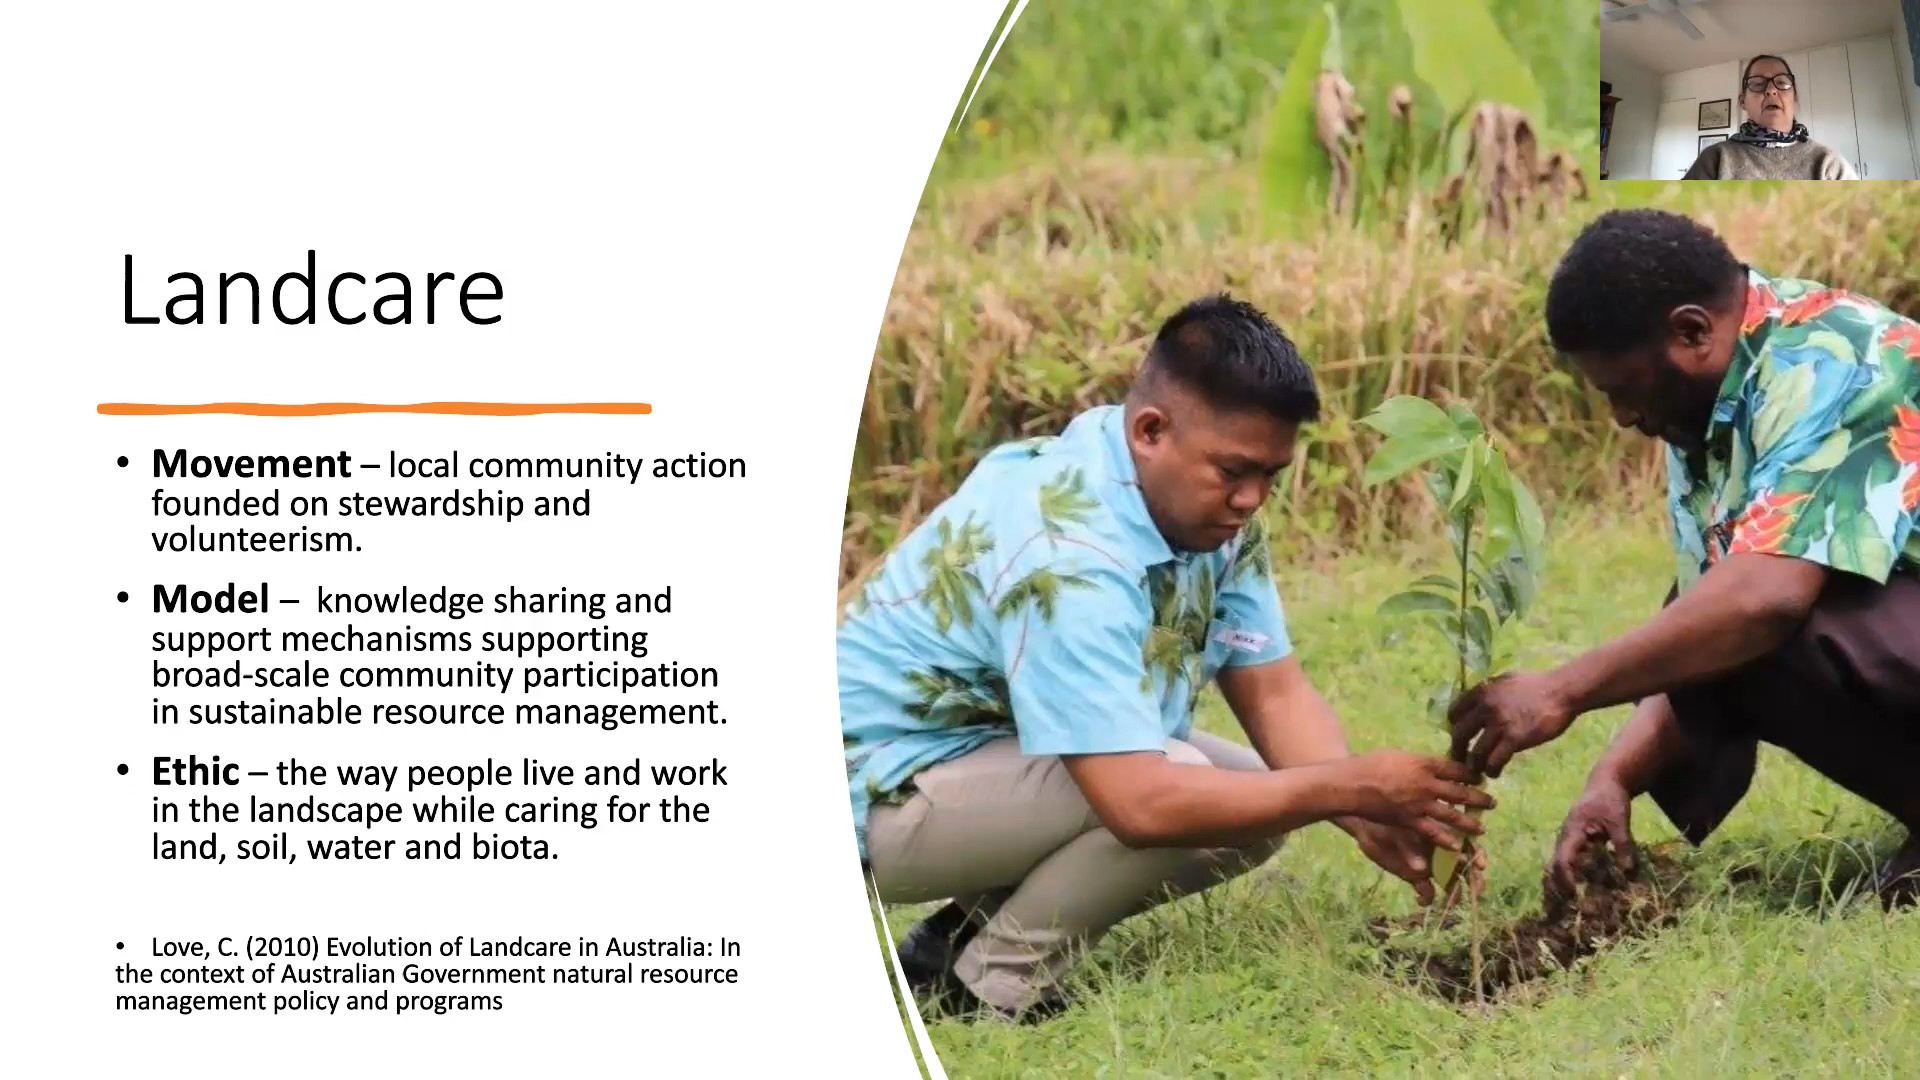 Landcare
• Movement – local community action
founded on stewardship and
volunteerism.
• Model – knowledge sharing and
support mechanisms supporting
broad-scale community participation
in sustainable resource management.
• Ethic – the way people live and work
in the landscape while caring for the
land, soil, water and biota.
• Love, C. (2010) Evolution of Landcare in Australia: In
the context of Australian Government natural resource
management policy and programs